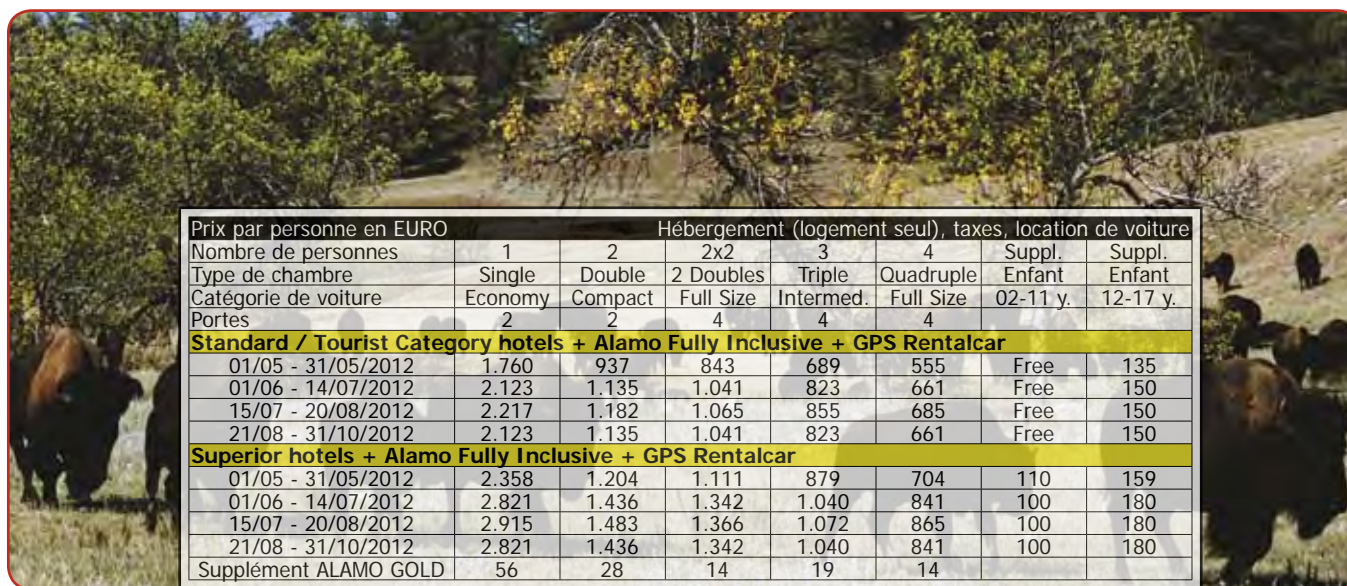 Prix par personne en EURO Hébergement (logement seul), taxes, location de voiture
Nombre de personnes 1 2 2x2 3 4 Suppl. Suppl.
Type de chambre Single Double 2 Doubles Triple Quadruple Enfant Enfant
Catégorie de voiture Economy Compact Full Size Intermed. Full Size 02-11 y. 12-17 y.
Portes 2 2 4 4 4
Standard / Tourist Category hotels + Alamo Fully Inclusive + GPS Rentalcar
01/05 - 31/05/2012 1.760 937 843 689 555 Free 135
01/06 - 14/07/2012 2.123 1.135 1.041 823 661 Free 150
15/07 - 20/08/2012 2.217 1.182 1.065 855 685 Free 150
21/08 - 31/10/2012 2.123 1.135 1.041 823 661 Free 150
Superior hotels + Alamo Fully Inclusive + GPS Rentalcar
01/05 - 31/05/2012 2.358 1.204 1.111 879 704 110 159
01/06 - 14/07/2012 2.821 1.436 1.342 1.040 841 100 180
15/07 - 20/08/2012 2.915 1.483 1.366 1.072 865 100 180
21/08 - 31/10/2012 2.821 1.436 1.342 1.040 841 100 180
Supplément ALAMO GOLD 56 28 14 19 14